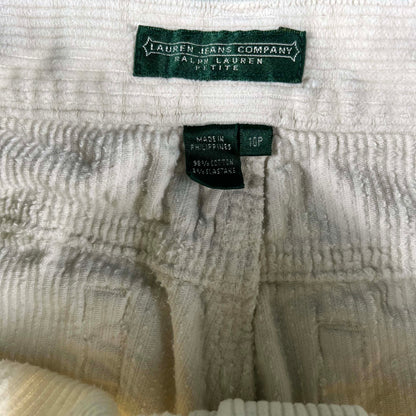 LAUREN JEANS COMPANY
RALPH LAUREN
PETITE
MADE IN
PHILIPPINES
10P
98% COTTON
2% ELASTANE